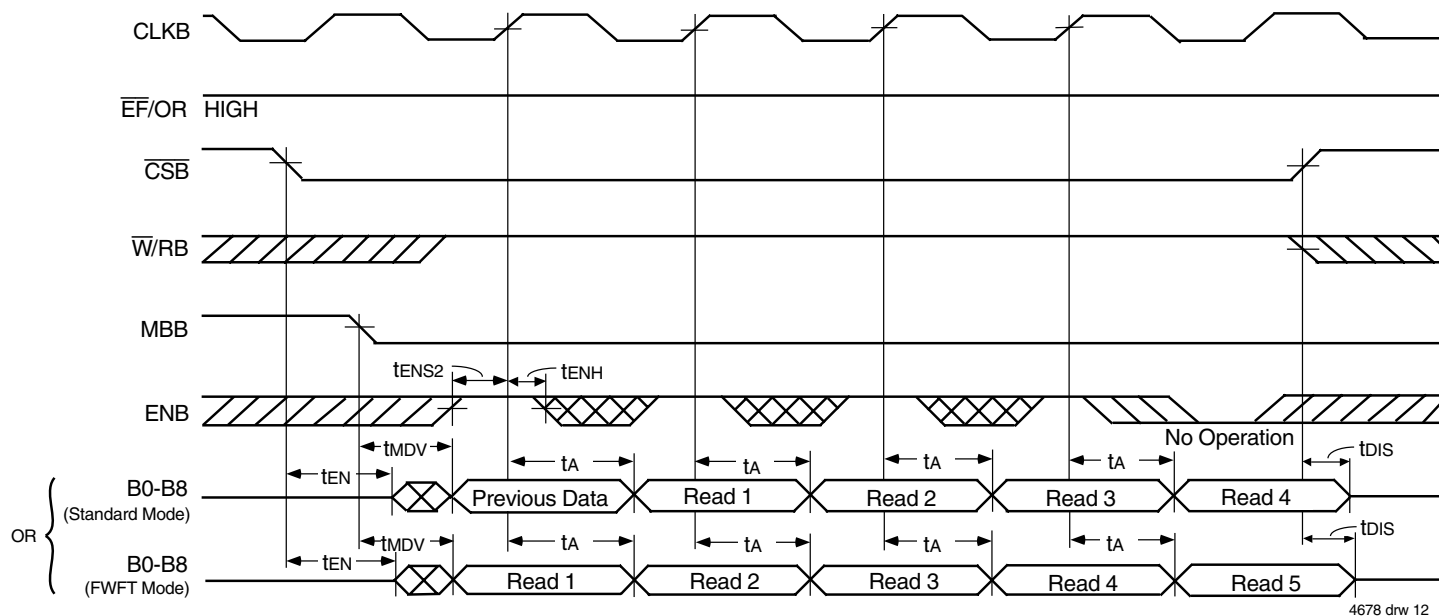 CLKB
EF/OR HIGH
CSB
W/RB
MBB
tENS2 tENH
ENB
No Operation
tMDV
tEN tA tA tA tA tDIS
B0-B8 Previous Data Read 1 Read 2 Read 3 Read 4
(Standard Mode)
OR
tMDV
tEN tA tA tA tA tDIS
B0-B8 Read 1 Read 2 Read 3 Read 4 Read 5
(FWFT Mode)
4678 drw 12